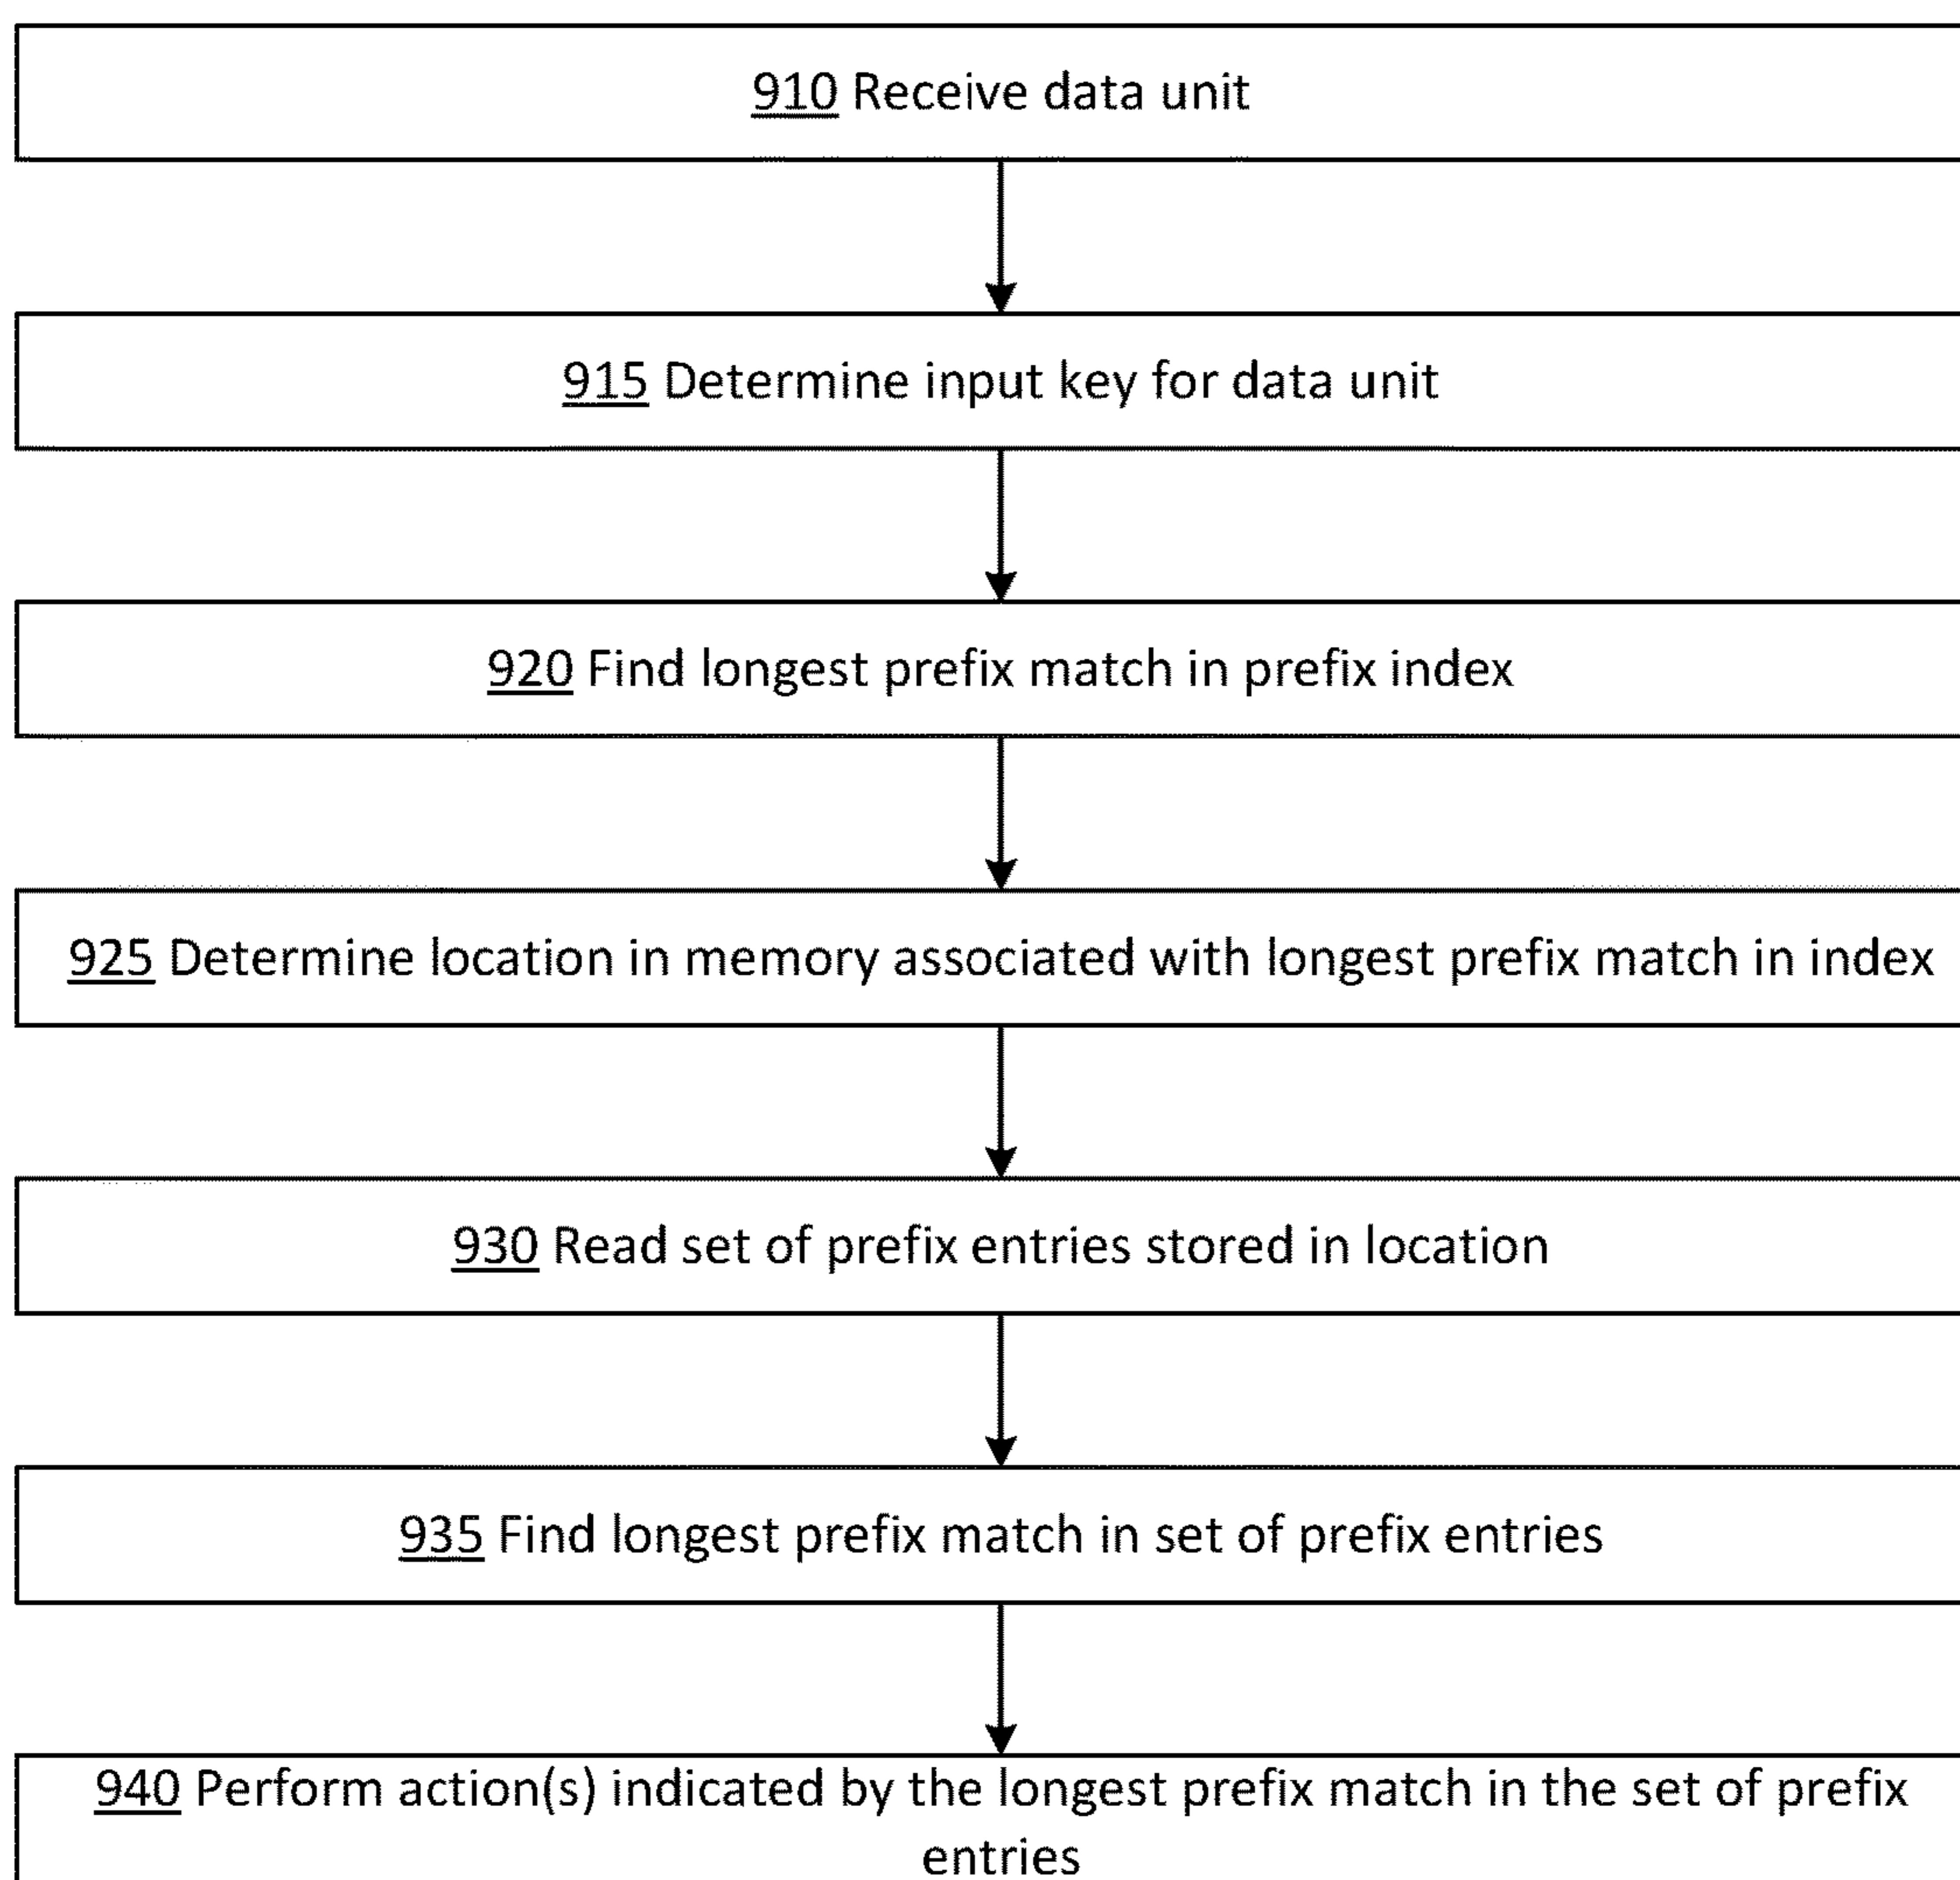 910 Receive data unit
915 Determine input key for data unit
920 Find longest prefix match in prefix index
925 Determine location in memory associated with longest prefix match in index
930 Read set of prefix entries stored in location
935 Find longest prefix match in set of prefix entries
940 Perform action(s) indicated by the longest prefix match in the set of prefix
entries